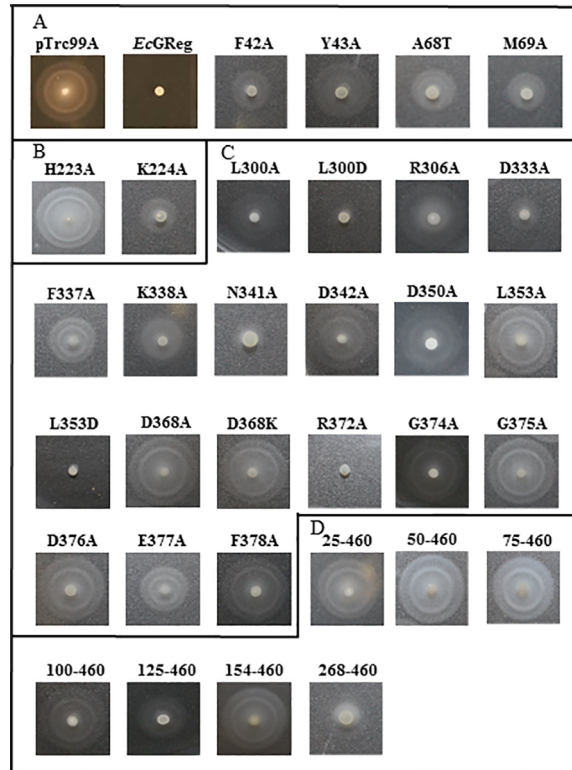 A
pTrc99A EcGReg F42A Y43A A68T M69A
B C
H223A K224A L300A L300D R306A D333A
F337A K338A N341A D342A D350A L353A
L353D D368A D368K R372A G374A G375A
D
D376A E377A F378A 25-460 50-460 75-460
100-460 125-460 154-460 268-460